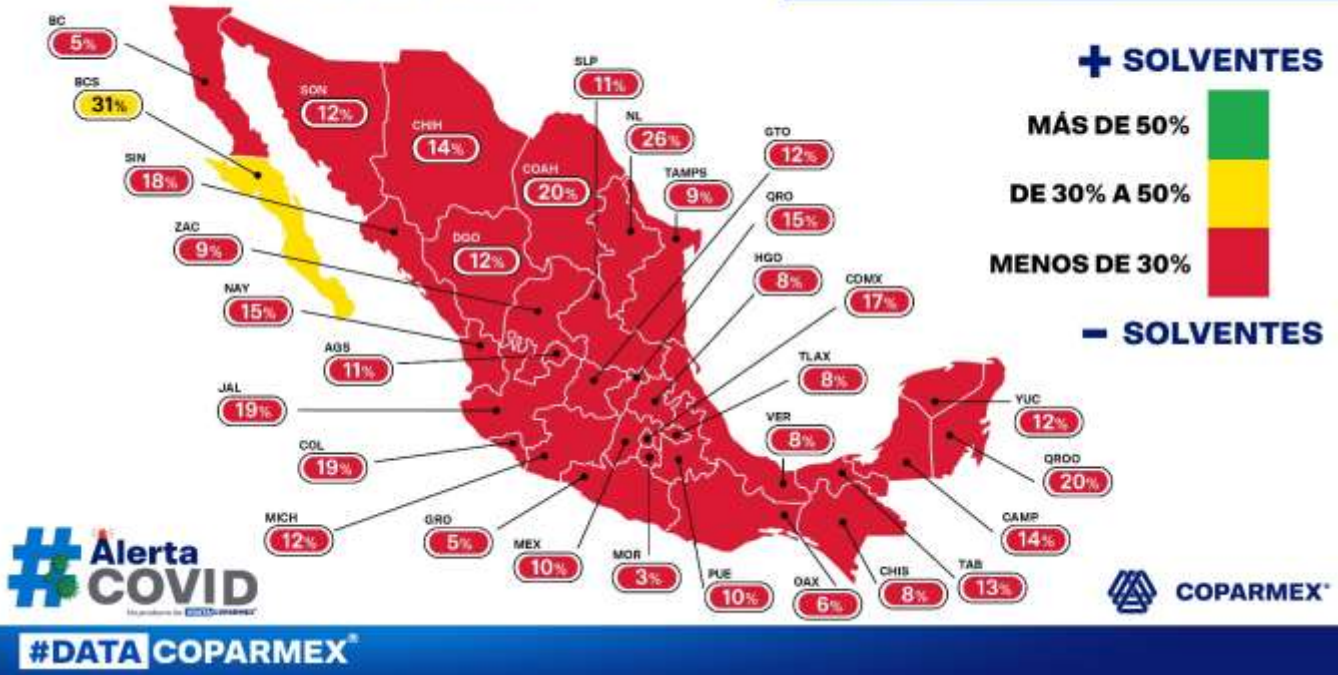 BC
5%
BCS
31%
SON
12%
CHIH
14%
SLP
11%
NL
26%
COAH
20%
TAMPS
9%
GTO
12%
QRO
15%
SIN
18%
ZAC
9%
DGO
12%
HGO
8%
CDMX
17%
NAY
15%
AGS
11%
TLAX
8%
JAL
19%
VER
8%
YUC
12%
COL
19%
QROO
20%
MICH
12%
GRO
5%
MEX
10%
MOR
3%
PUE
10%
OAX
6%
CHIS
8%
TAB
13%
CAMP
14%
+ SOLVENTES
MÁS DE 50%
DE 30% A 50%
MENOS DE 30%
- SOLVENTES
# Alerta
COVID
COPARMEX®
#DATA COPARMEX®